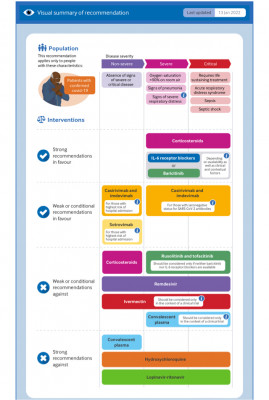 Visual summary of recommendation
Last updated
13 Jan 2022
Population
This recommendation
applies only to people
with these characteristics:
Patients with
confirmed
covid-19
Disease severity
Non-severe
Severe
Critical
Absence of signs
of severe or
critical disease
Oxygen saturation
<90% on room air
Signs of pneumonia
Signs of severe
respiratory distress
Requires life
sustaining treatment
Acute respiratory
distress syndrome
Sepsis
Septic shock
Interventions
Strong
recommendations
in favour
Corticosteroids
IL-6 receptor blockers
or
Baricitinib
Depending
on availability as
well as clinical
and contextual
factors
Weak or conditional
recommendations
in favour
Casirivimab and
imdevimab
For those with
highest risk of
hospital admission
Casirivimab and
imdevimab
For those with seronegative
status for SARS-CoV-2 antibodies
Sotrovimab
For those with
highest risk of
hospital admission
Weak or conditional
recommendations
against
Corticosteroids
Ruxolitinib and tofacitinib
Should be considered only if neither baricitinib
nor IL-6 receptor blockers are available
Remdesivir
Ivermectin
Should be considered only
in the context of a clinical trial
Convalescent
plasma
Should be considered only
in the context of a clinical trial
Strong
recommendations
against
Convalescent
plasma
Hydroxychloroquine
Lopinavir-ritonavir